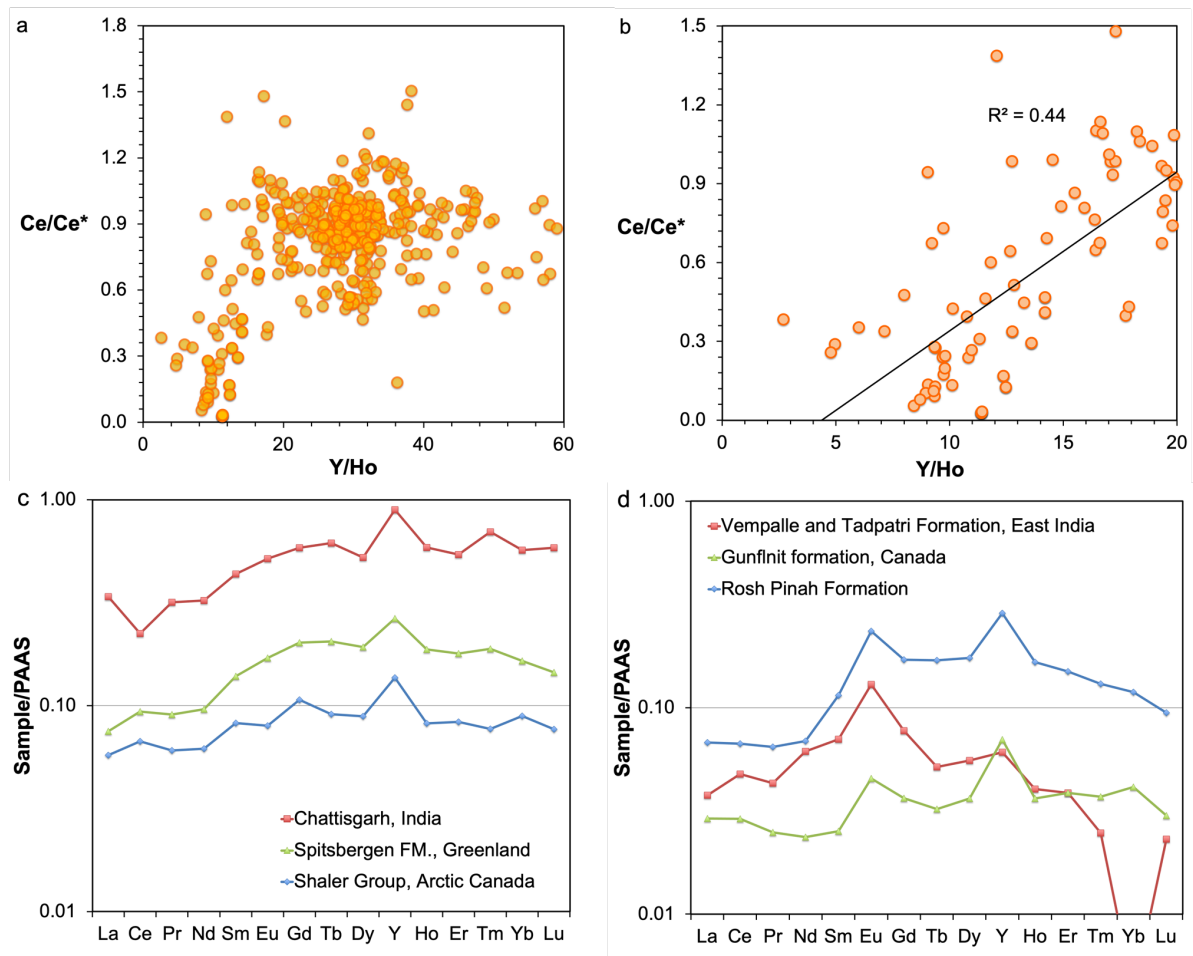 a
1.8
1.5
1.2
0.9
0.6
0.3
0.0
Ce/Ce*
0 20 40 60
Y/Ho
b
1.5
1.2
0.9
0.6
0.3
0.0
Ce/Ce*
R² = 0.44
0 5 10 15 20
Y/Ho
c
1.00
0.10
0.01
Sample/PAAS
Chattisgarh, India
Spitsbergen FM., Greenland
Shaler Group, Arctic Canada
La Ce Pr Nd Sm Eu Gd Tb Dy Y Ho Er Tm Yb Lu
d
1.00
0.10
0.01
Sample/PAAS
Vempalle and Tadpatri Formation, East India
Gunflnit formation, Canada
Rosh Pinah Formation
La Ce Pr Nd Sm Eu Gd Tb Dy Y Ho Er Tm Yb Lu